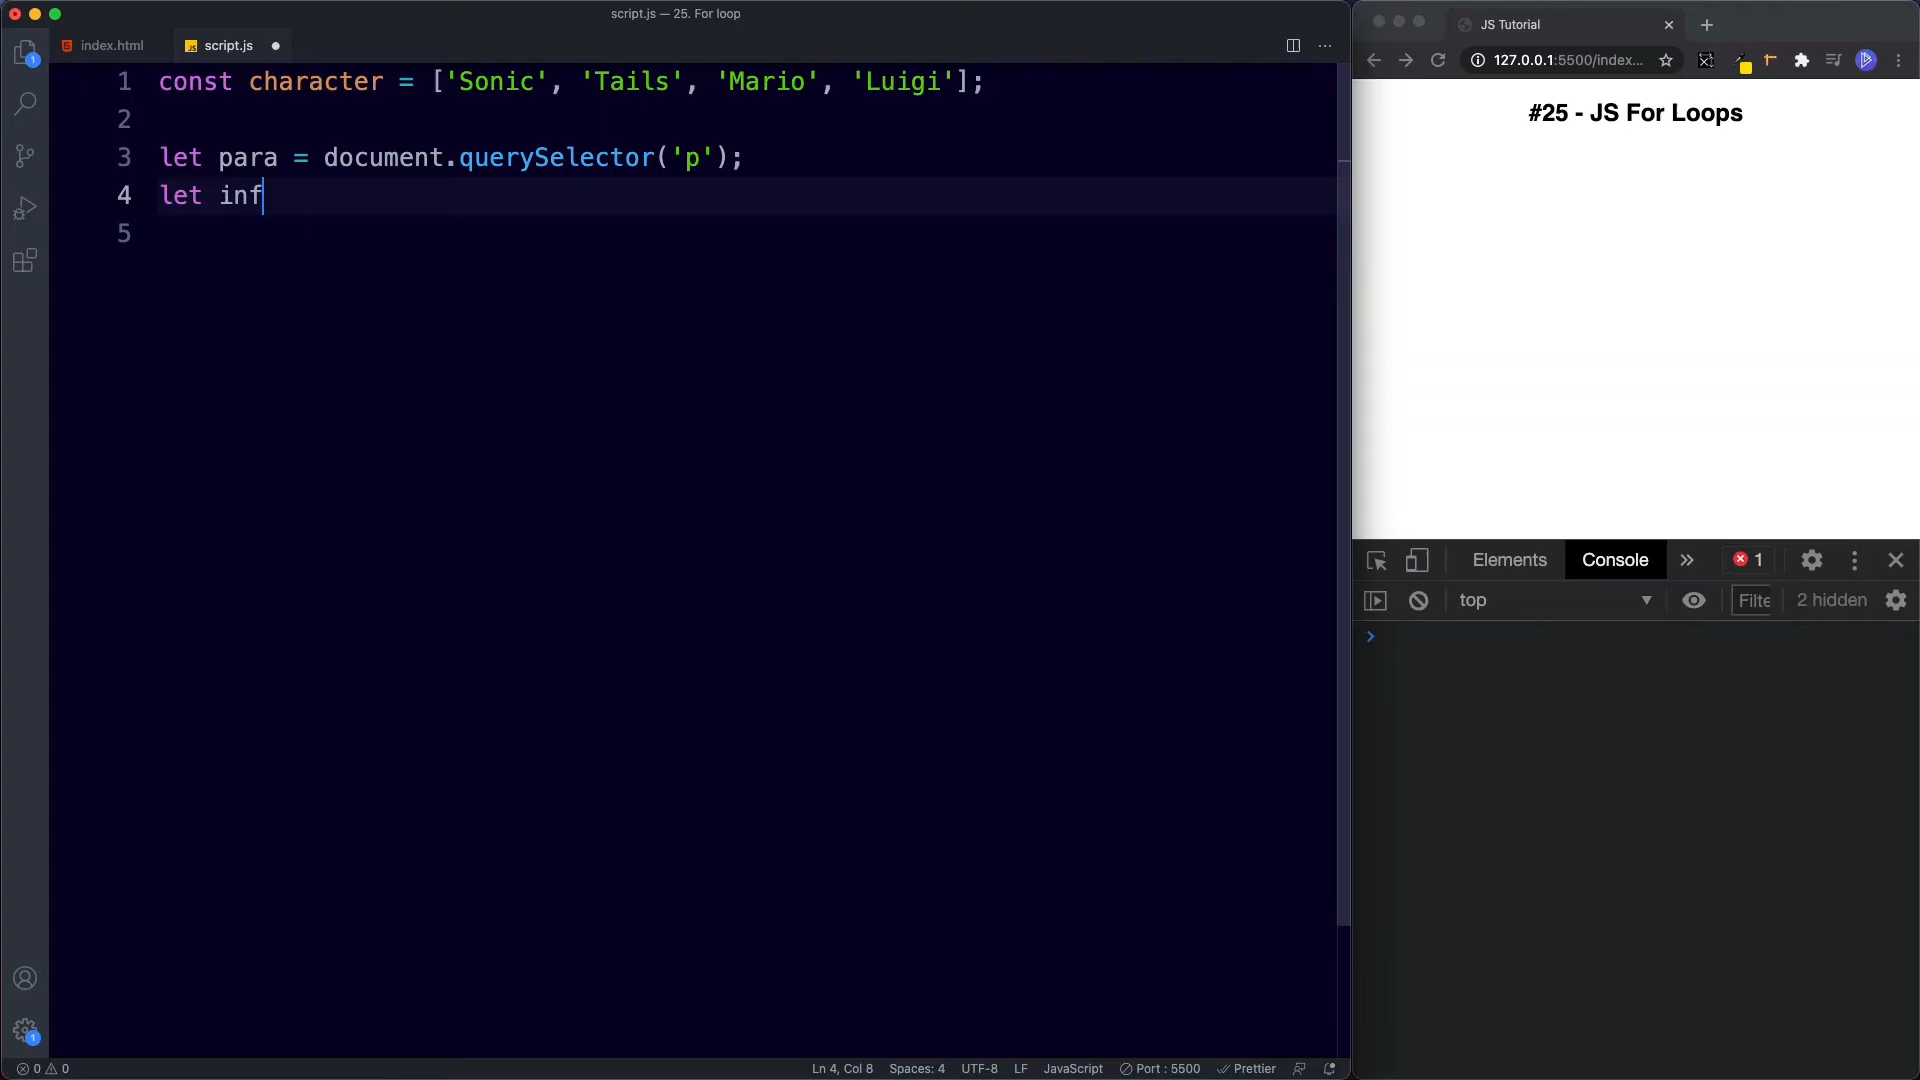 script.js — 25. For loop
index.html
script.js
1 const character = ['Sonic', 'Tails', 'Mario', 'Luigi'];
2
3 let para = document.querySelector('p');
4 let inf
5
0 0
Ln 4, Col 8 Spaces: 4 UTF-8 LF JavaScript Port : 5500 Prettier
JS Tutorial
127.0.0.1:5500/index...
#25 - JS For Loops
Elements Console 1
top Filte 2 hidden